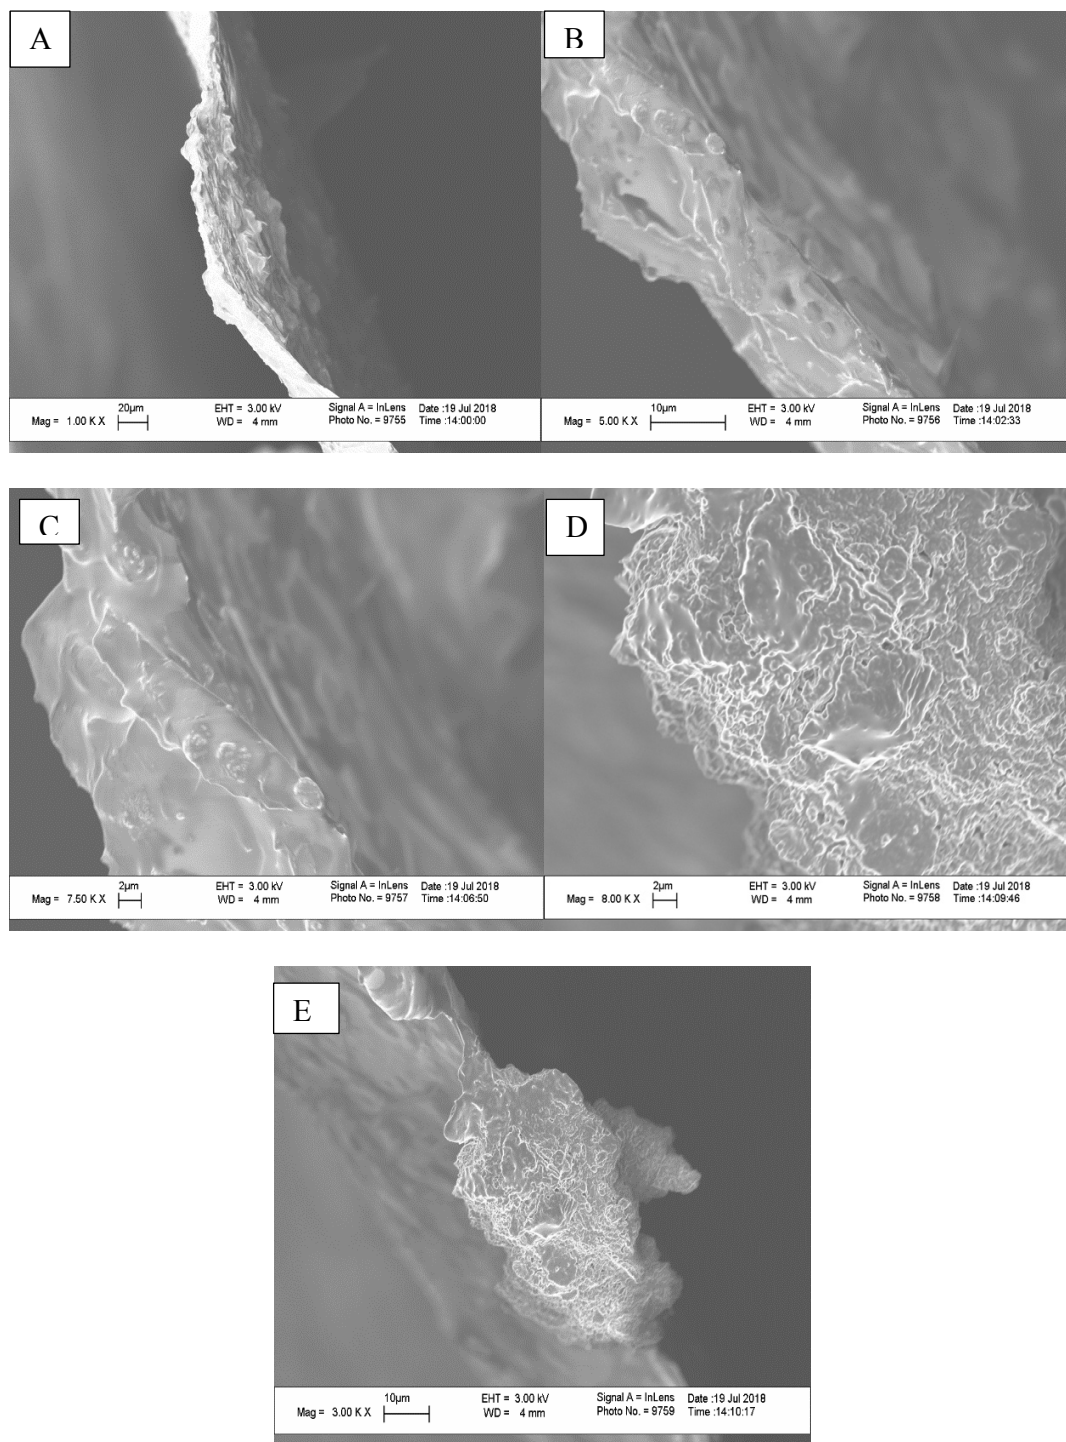 A
B
Mag = 1.00 K X 20µm EHT = 3.00 kV Signal A = InLens Date :19 Jul 2018
WD = 4 mm Photo No. = 9755 Time :14:00:00
Mag = 5.00 K X 10µm EHT = 3.00 kV Signal A = InLens Date :19 Jul 2018
WD = 4 mm Photo No. = 9756 Time :14:02:33
C
D
Mag = 7.50 K X 2µm EHT = 3.00 kV Signal A = InLens Date :19 Jul 2018
WD = 4 mm Photo No. = 9757 Time :14:06:50
Mag = 8.00 K X 2µm EHT = 3.00 kV Signal A = InLens Date :19 Jul 2018
WD = 4 mm Photo No. = 9758 Time :14:09:46
E
Mag = 3.00 K X 10µm EHT = 3.00 kV Signal A = InLens Date :19 Jul 2018
WD = 4 mm Photo No. = 9759 Time :14:10:17